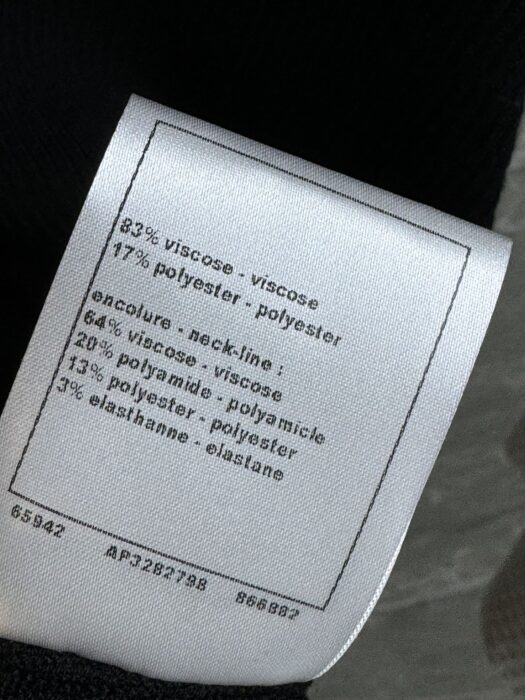 83% viscose - viscose
17% polyester - polyester
encolure - neck-line :
64% viscose - viscose
20% polyamide - polyamicle
13% polyester - polyester
3% elasthanne - elastane
65942 AP3282798 866882